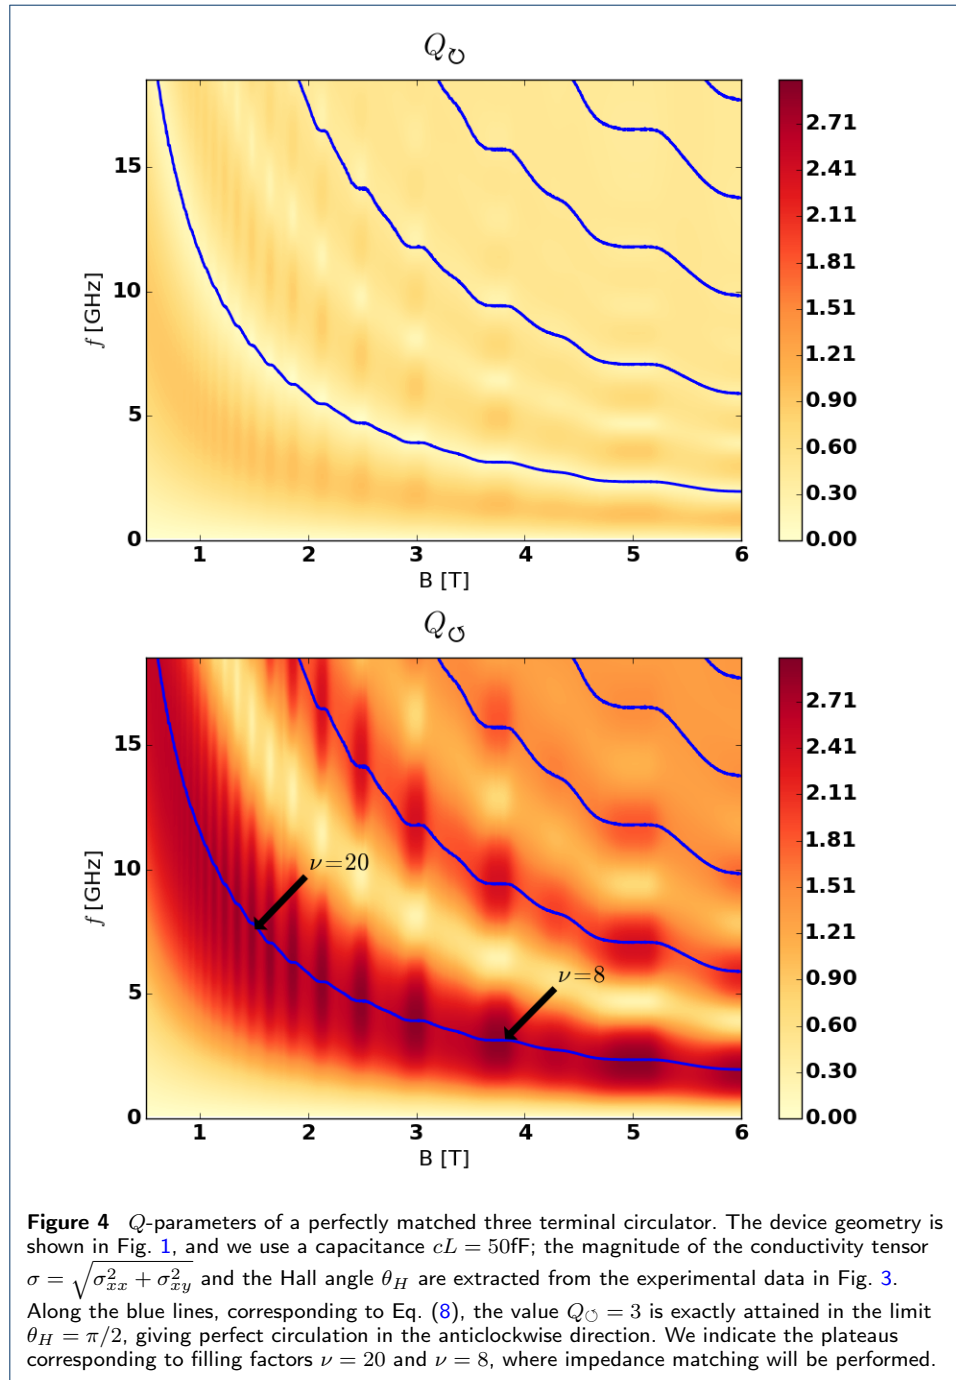 Q↻
2.71
2.41
2.11
1.81
1.51
1.21
0.90
0.60
0.30
0.00
15
10
5
0
f [GHz]
1 2 3 4 5 6
B [T]
Q↺
2.71
2.41
2.11
1.81
1.51
1.21
0.90
0.60
0.30
0.00
15
10
5
0
f [GHz]
ν=20
ν=8
1 2 3 4 5 6
B [T]
Figure 4 Q-parameters of a perfectly matched three terminal circulator. The device geometry is
shown in Fig. 1, and we use a capacitance cL = 50fF; the magnitude of the conductivity tensor
σ = √(σ²xx + σ²xy) and the Hall angle θH are extracted from the experimental data in Fig. 3.
Along the blue lines, corresponding to Eq. (8), the value Q↺ = 3 is exactly attained in the limit
θH = π/2, giving perfect circulation in the anticlockwise direction. We indicate the plateaus
corresponding to filling factors ν = 20 and ν = 8, where impedance matching will be performed.